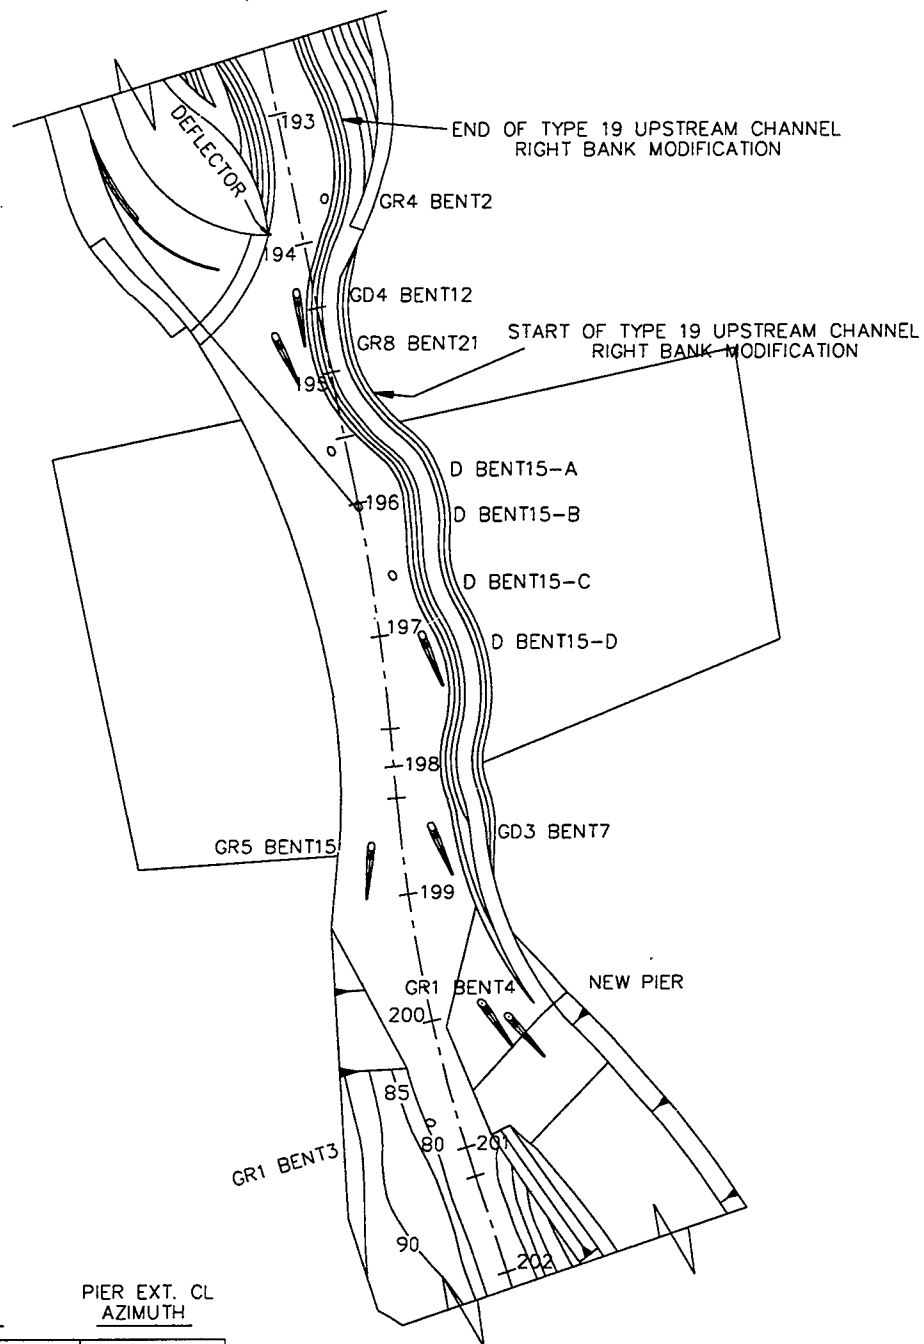 193
END OF TYPE 19 UPSTREAM CHANNEL
RIGHT BANK MODIFICATION
DEFLECTOR
GR4 BENT2
194
GD4 BENT12
GR8 BENT21
START OF TYPE 19 UPSTREAM CHANNEL
RIGHT BANK MODIFICATION
195
D BENT15-A
196
D BENT15-B
D BENT15-C
197
D BENT15-D
198
GD3 BENT7
GR5 BENT15
199
GR1 BENT4
NEW PIER
200
85
80
201
GR1 BENT3
90
202
PIER EXT. CL
AZIMUTH